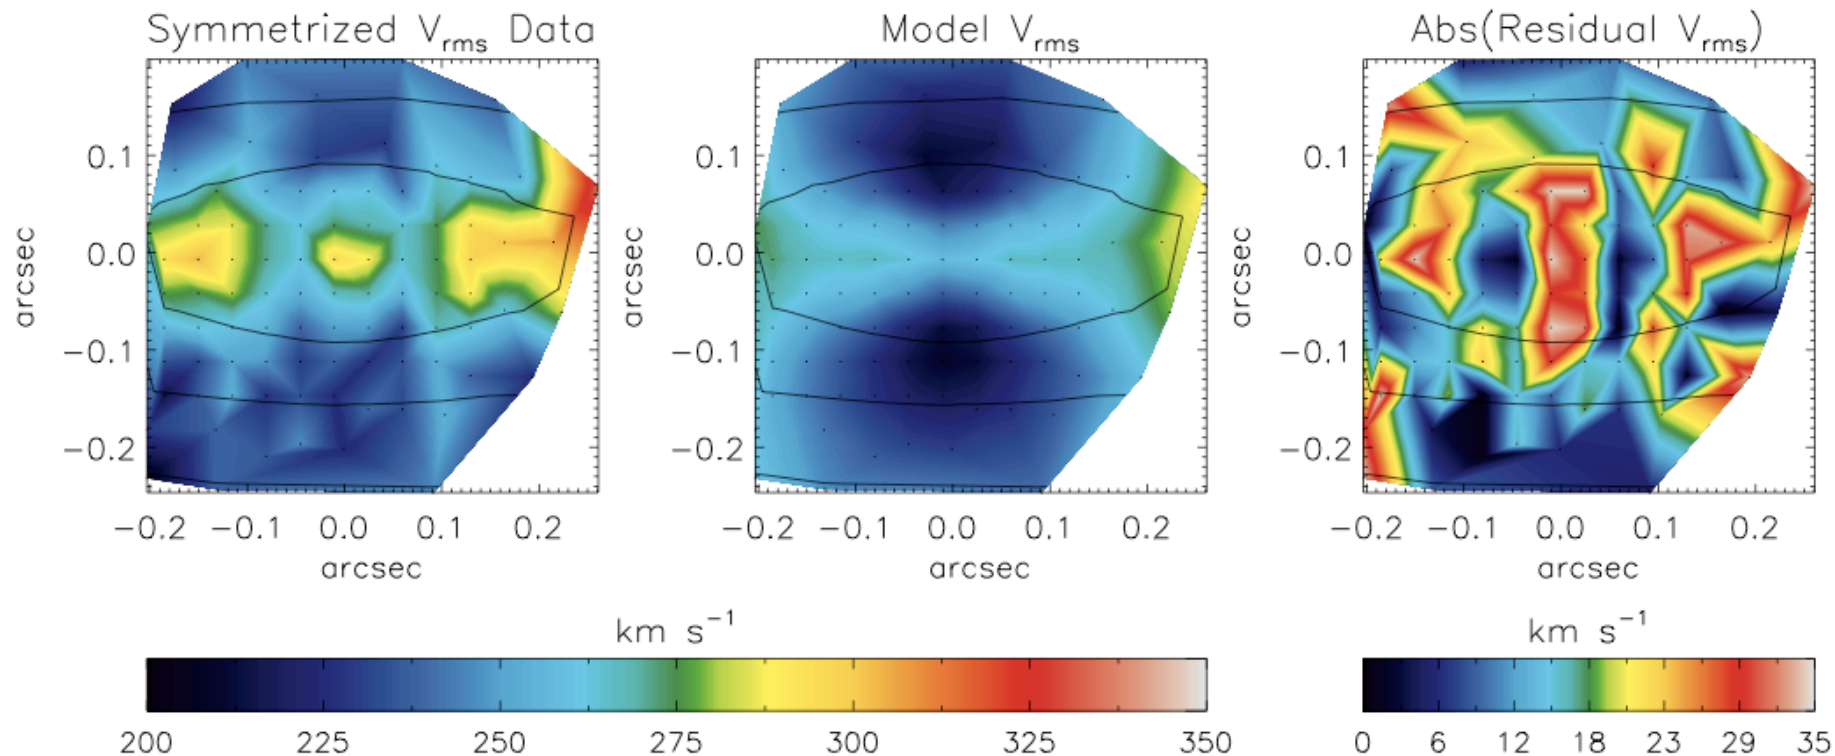 Symmetrized V_rms Data
Model V_rms
Abs(Residual V_rms)
arcsec
0.1
0.0
−0.1
−0.2
−0.2 −0.1 0.0 0.1 0.2
arcsec
arcsec
0.1
0.0
−0.1
−0.2
−0.2 −0.1 0.0 0.1 0.2
arcsec
arcsec
0.1
0.0
−0.1
−0.2
−0.2 −0.1 0.0 0.1 0.2
arcsec
km s⁻¹
200 225 250 275 300 325 350
km s⁻¹
0 6 12 18 23 29 35